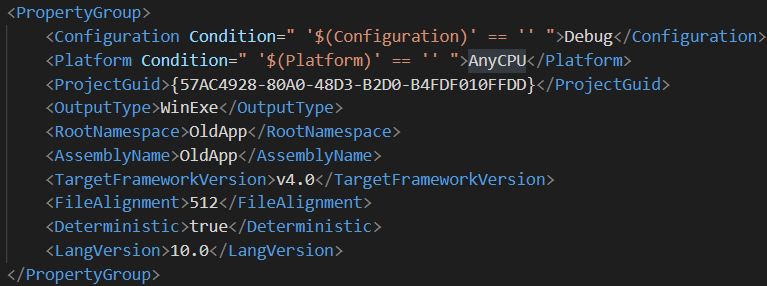 <PropertyGroup>
<Configuration Condition=" '$(Configuration)' == '' ">Debug</Configuration>
<Platform Condition=" '$(Platform)' == '' ">AnyCPU</Platform>
<ProjectGuid>{57AC4928-80A0-48D3-B2D0-B4FDF010FFDD}</ProjectGuid>
<OutputType>WinExe</OutputType>
<RootNamespace>OldApp</RootNamespace>
<AssemblyName>OldApp</AssemblyName>
<TargetFrameworkVersion>v4.0</TargetFrameworkVersion>
<FileAlignment>512</FileAlignment>
<Deterministic>true</Deterministic>
<LangVersion>10.0</LangVersion>
</PropertyGroup>